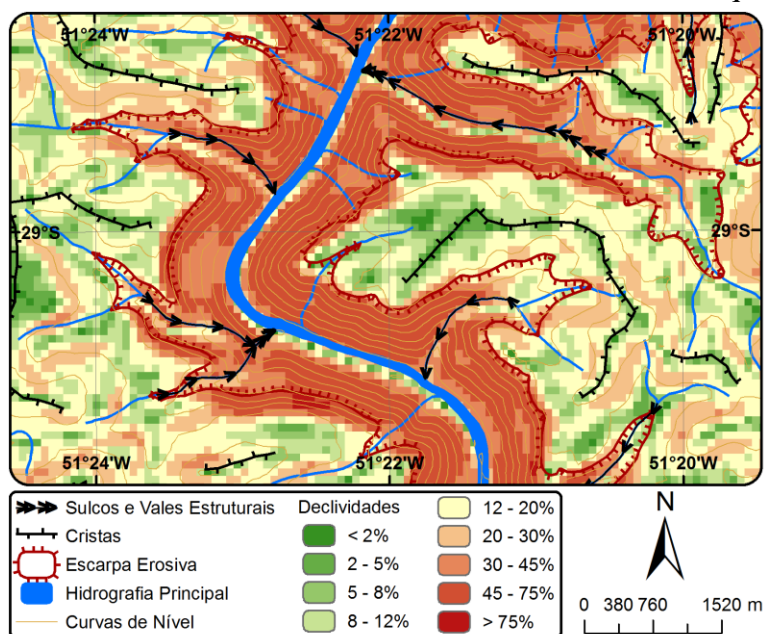 51°24'W 51°22'W 51°20'W
29°S 29°S
51°24'W 51°22'W 51°20'W
Sulcos e Vales Estruturais
Cristas
Escarpa Erosiva
Hidrografia Principal
Curvas de Nível
Declividades
< 2%
2 - 5%
5 - 8%
8 - 12%
12 - 20%
20 - 30%
30 - 45%
45 - 75%
> 75%
N
0 380 760 1520 m